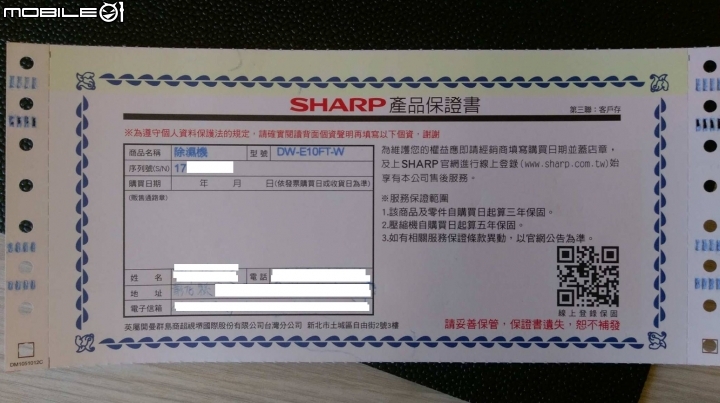 MOBILE01
SHARP 產品保證書
第三聯：客戶存
※為遵守個人資料保護法的規定，請確實閱讀背面個資聲明再填寫以下個資，謝謝
商品名稱 除濕機 型號 DW-E10FT-W
序列號(S/N) 17
購買日期 年 月 日(依發票購買日或收貨日為準)
(販售通路章)
姓 名 電話
地 址
電子信箱
為維護您的權益應即請經銷商填寫購買日期並蓋店章，
及上SHARP官網進行線上登錄(www.sharp.com.tw)始
享有本公司售後服務。
※服務保證範圍
1.該商品及零件自購買日起算三年保固。
2.壓縮機自購買日起算五年保固。
3.如有相關服務保證條款異動，以官網公告為準。
線上登錄保固
英屬開曼群島商超視堺國際股份有限公司台灣分公司 新北市土城區自由街2號3樓
請妥善保管，保證書遺失，恕不補發